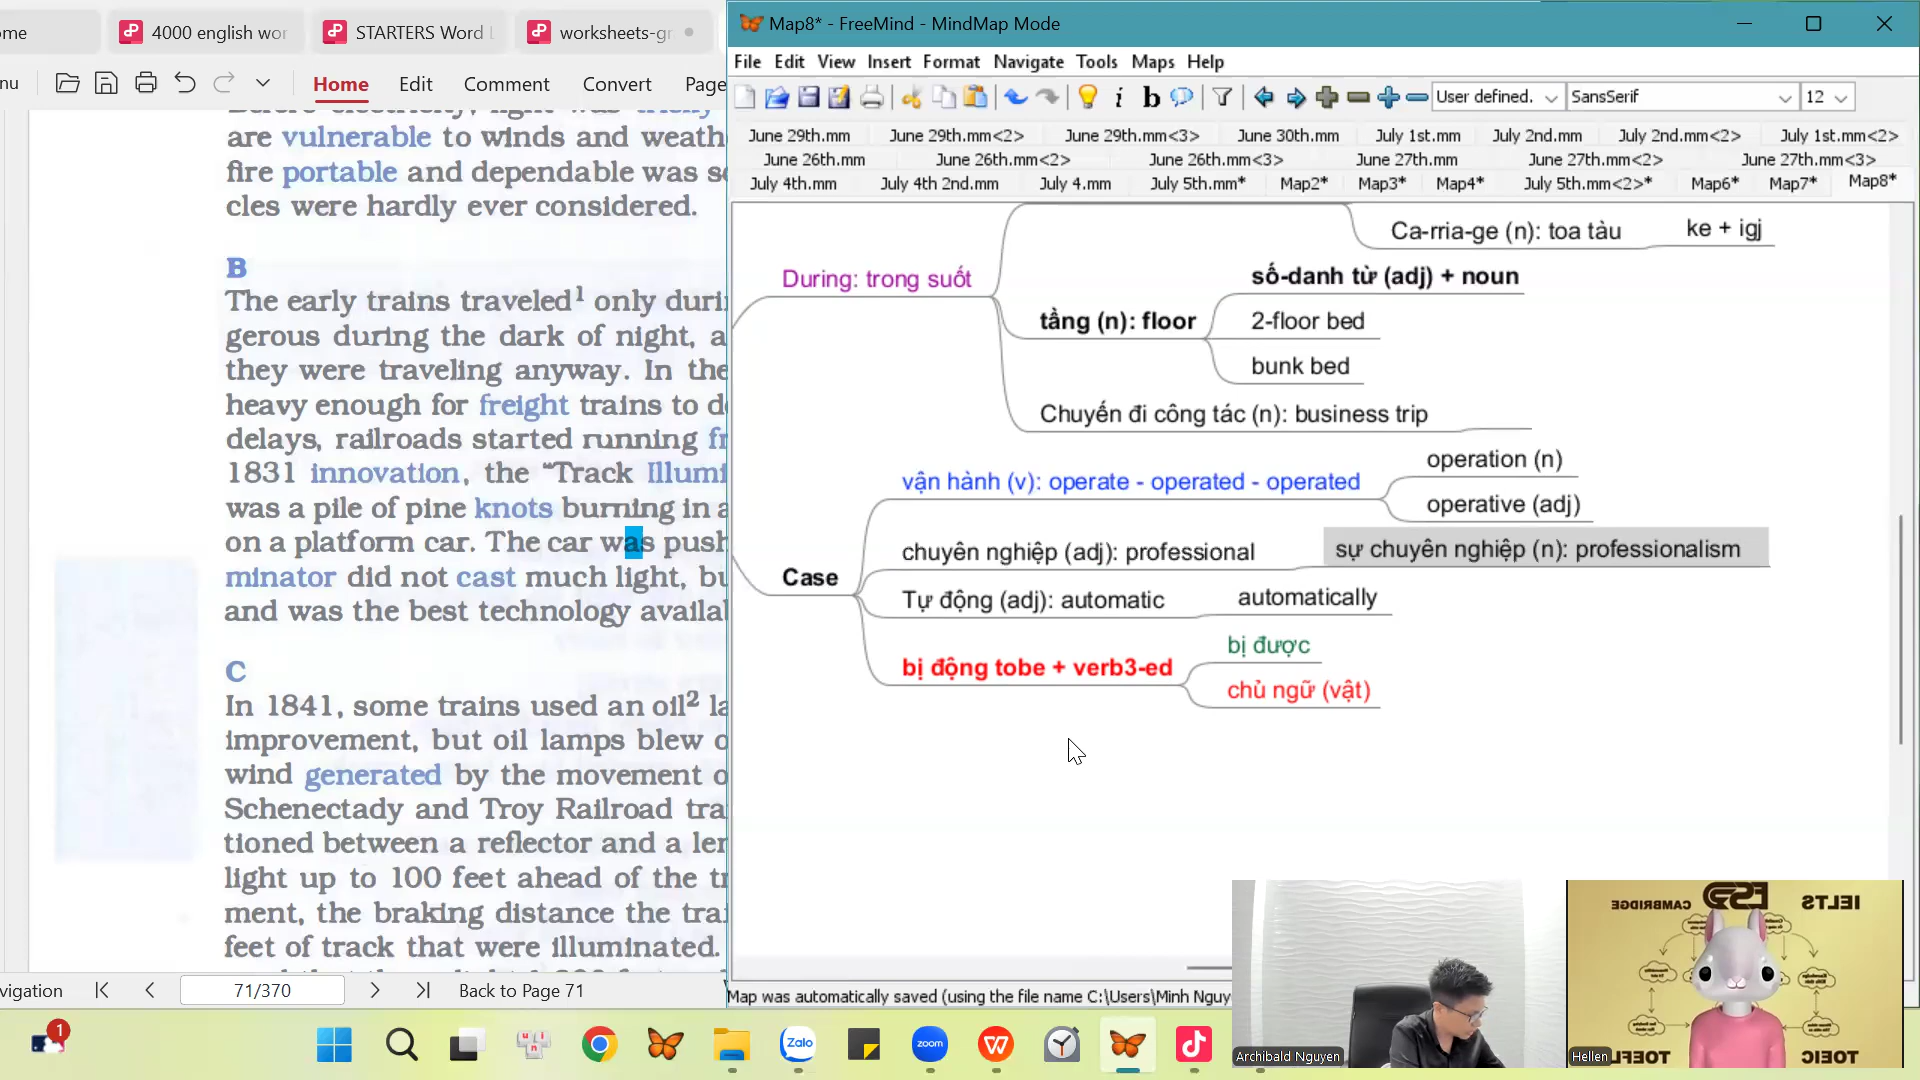 ome
4000 english wor
STARTERS Word L
worksheets-gr
nu
Home
Edit
Comment
Convert
Page
are vulnerable to winds and weath
fire portable and dependable was so
cles were hardly ever considered.
B
The early trains traveled1 only duri
gerous during the dark of night, a
they were traveling anyway. In the
heavy enough for freight trains to d
delays, railroads started running fr
1831 innovation, the "Track Illumi
was a pile of pine knots burning in a
on a platform car. The car was push
minator did not cast much light, bu
and was the best technology availal
C
In 1841, some trains used an oil2 la
improvement, but oil lamps blew o
wind generated by the movement o
Schenectady and Troy Railroad trai
tioned between a reflector and a len
light up to 100 feet ahead of the tr
ment, the braking distance the trai
feet of track that were illuminated.
vigation
71/370
Back to Page 71
Map8* - FreeMind - MindMap Mode
File Edit View Insert Format Navigate Tools Maps Help
User defined.
SansSerif
12
June 29th.mm
June 29th.mm<2>
June 29th.mm<3>
June 30th.mm
July 1st.mm
July 2nd.mm
July 2nd.mm<2>
July 1st.mm<2>
June 26th.mm
June 26th.mm<2>
June 26th.mm<3>
June 27th.mm
June 27th.mm<2>
June 27th.mm<3>
July 4th.mm
July 4th 2nd.mm
July 4.mm
July 5th.mm*
Map2*
Map3*
Map4*
July 5th.mm<2>*
Map6*
Map7*
Map8*
Ca-rria-ge (n): toa tàu
ke + igj
During: trong suốt
số-danh từ (adj) + noun
tầng (n): floor
2-floor bed
bunk bed
Chuyến đi công tác (n): business trip
Case
vận hành (v): operate - operated - operated
operation (n)
operative (adj)
chuyên nghiệp (adj): professional
sự chuyên nghiệp (n): professionalism
Tự động (adj): automatic
automatically
bị động tobe + verb3-ed
bị được
chủ ngữ (vật)
Map was automatically saved (using the file name C:\Users\Minh Nguy
1
Zalo
zoom
Archibald Nguyen
Hellen
CAMBRIDGE
IELTS
TOEFL
TOEIC